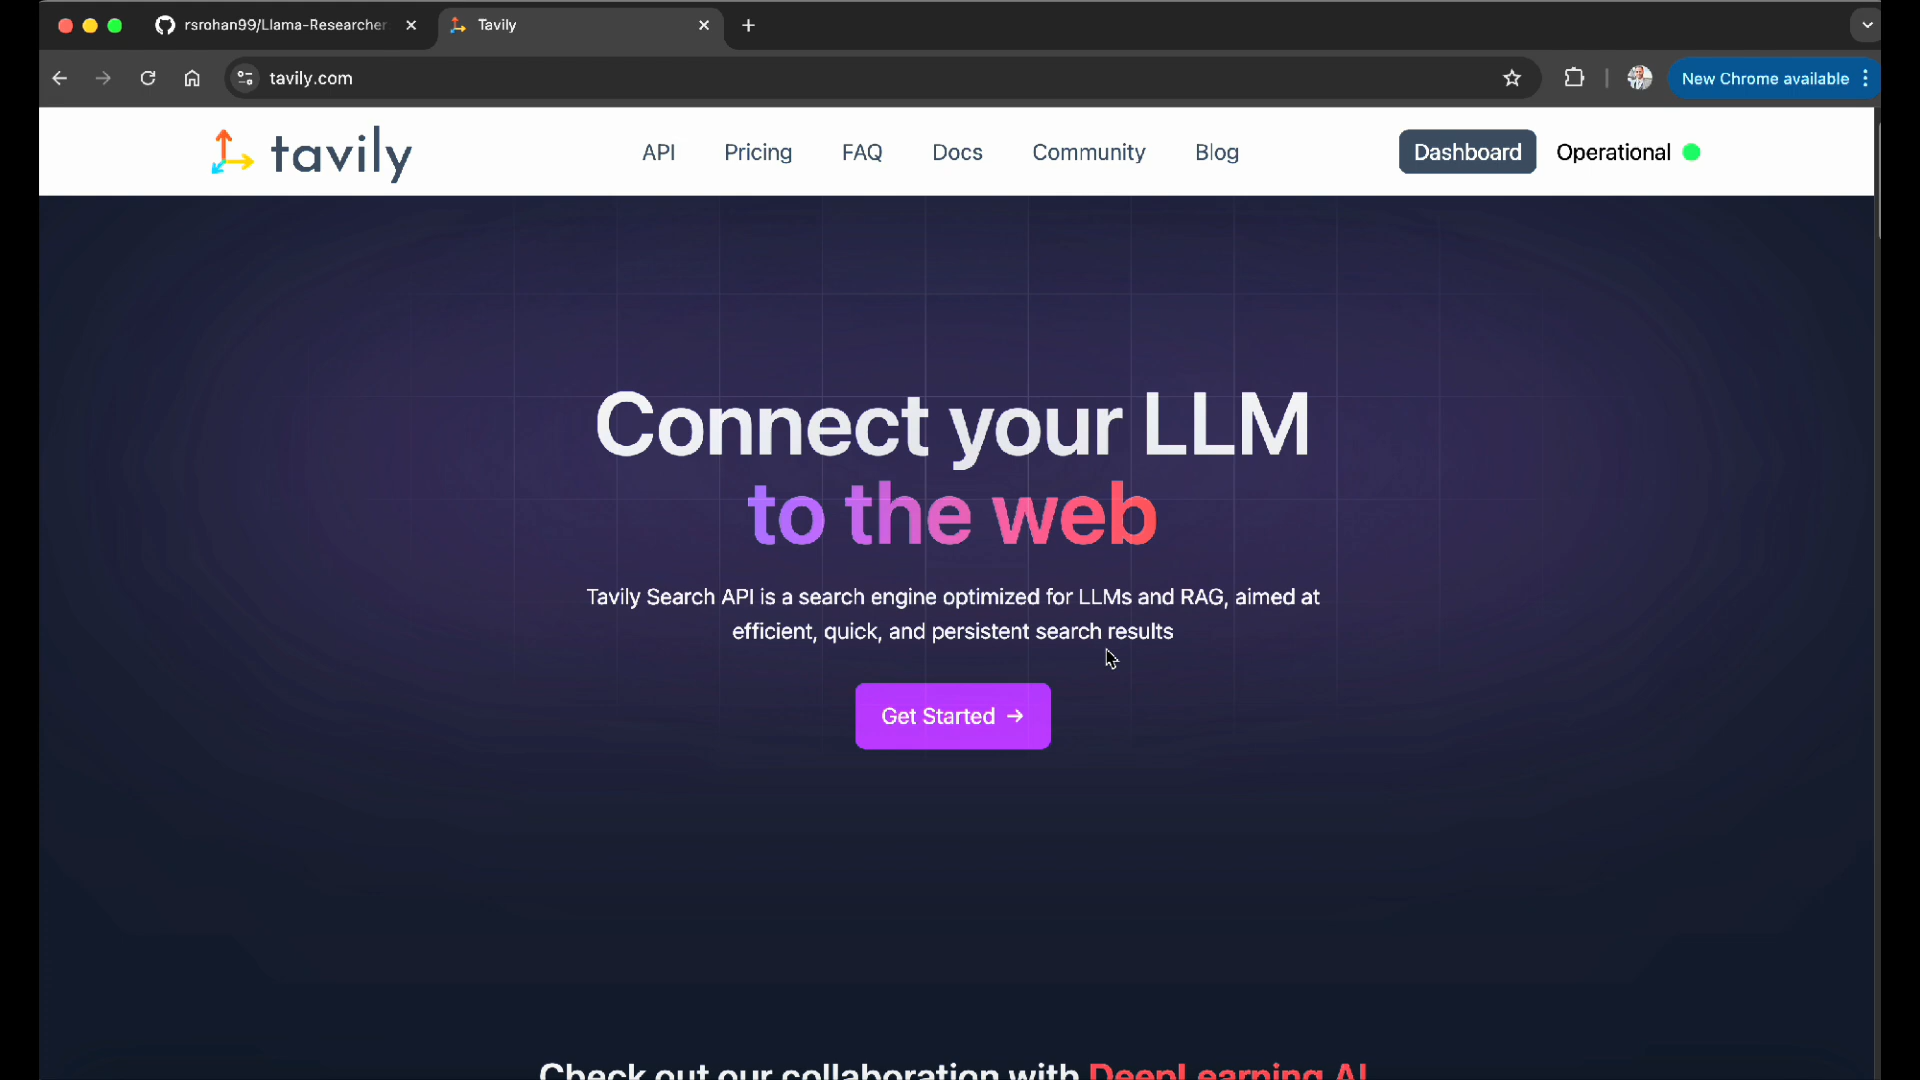 rsrohan99/Llama-Researcher
Tavily
tavily.com
New Chrome available
tavily
API
Pricing
FAQ
Docs
Community
Blog
Dashboard
Operational
Connect your LLM
to the web
Tavily Search API is a search engine optimized for LLMs and RAG, aimed at
efficient, quick, and persistent search results
Get Started →
Check out our collaboration with DeepLearning.AI